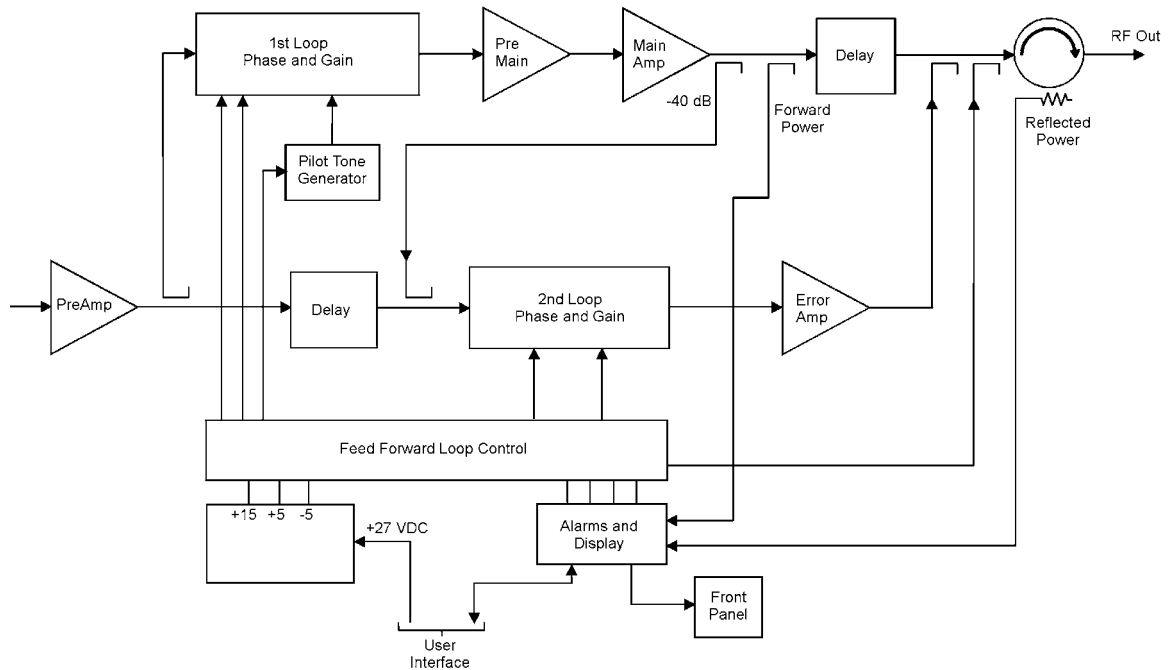 1st Loop
Phase and Gain
Pre
Main
Main
Amp
Delay
RF Out
-40 dB
Forward
Power
Reflected
Power
Pilot Tone
Generator
PreAmp
Delay
2nd Loop
Phase and Gain
Error
Amp
Feed Forward Loop Control
+15 +5 -5
+27 VDC
Alarms and
Display
Front
Panel
User
Interface